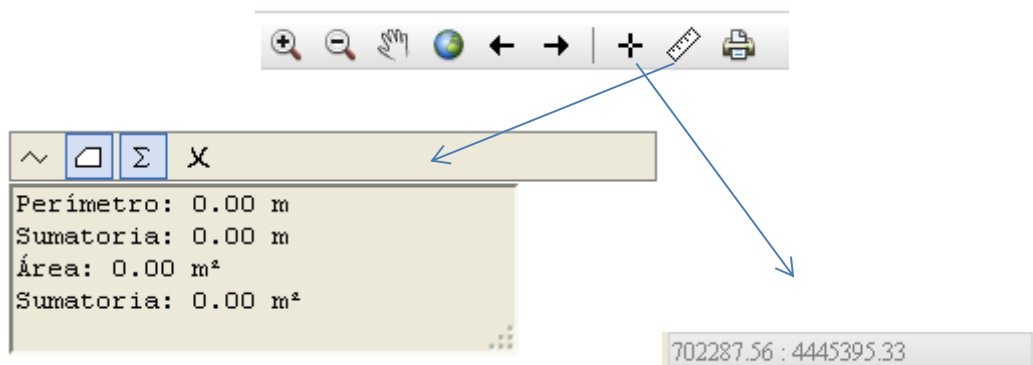 Σ X
Perímetro: 0.00 m
Sumatoria: 0.00 m
Área: 0.00 m²
Sumatoria: 0.00 m²
702287.56 : 4445395.33